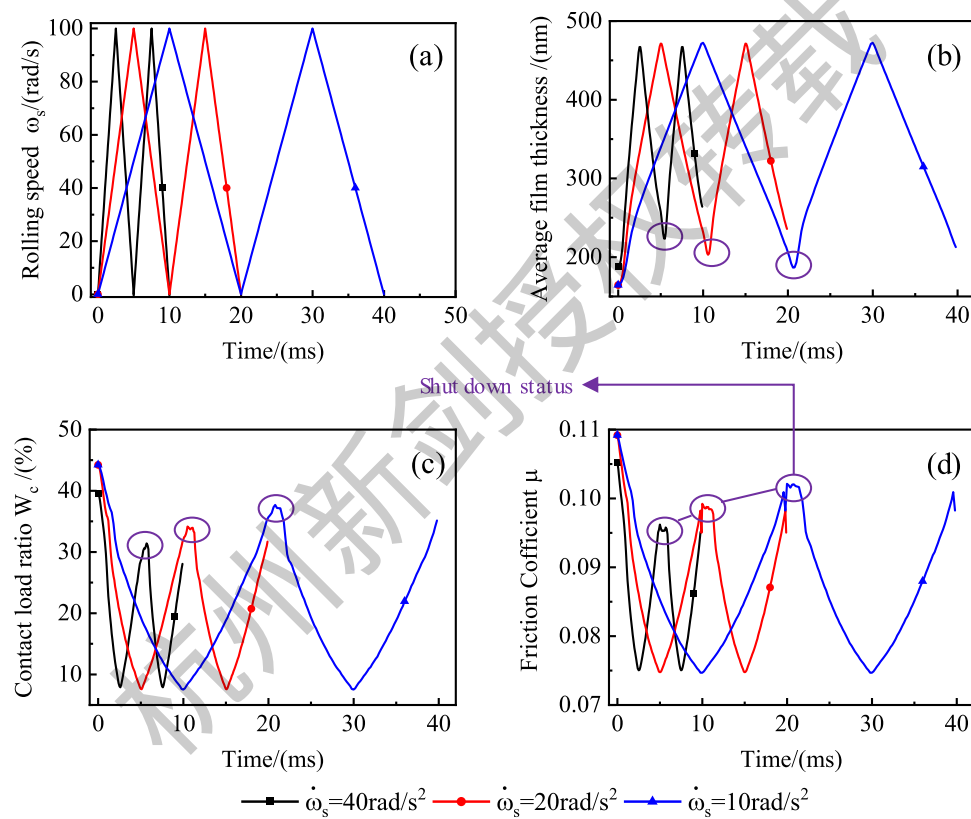 (a)
Rolling speed ω_s/(rad/s)
100
80
60
40
20
0
0 10 20 30 40 50
Time/(ms)
(b)
Average film thickness /(nm)
500
400
300
200
0 10 20 30 40
Time/(ms)
Shut down status
(c)
Contact load ratio W_c /(%)
50
40
30
20
10
0 10 20 30 40
Time/(ms)
(d)
Friction Cofficient μ
0.11
0.10
0.09
0.08
0.07
0 10 20 30 40
Time/(ms)
ω̇_s=40rad/s² ω̇_s=20rad/s² ω̇_s=10rad/s²
杭州新剑授权转载